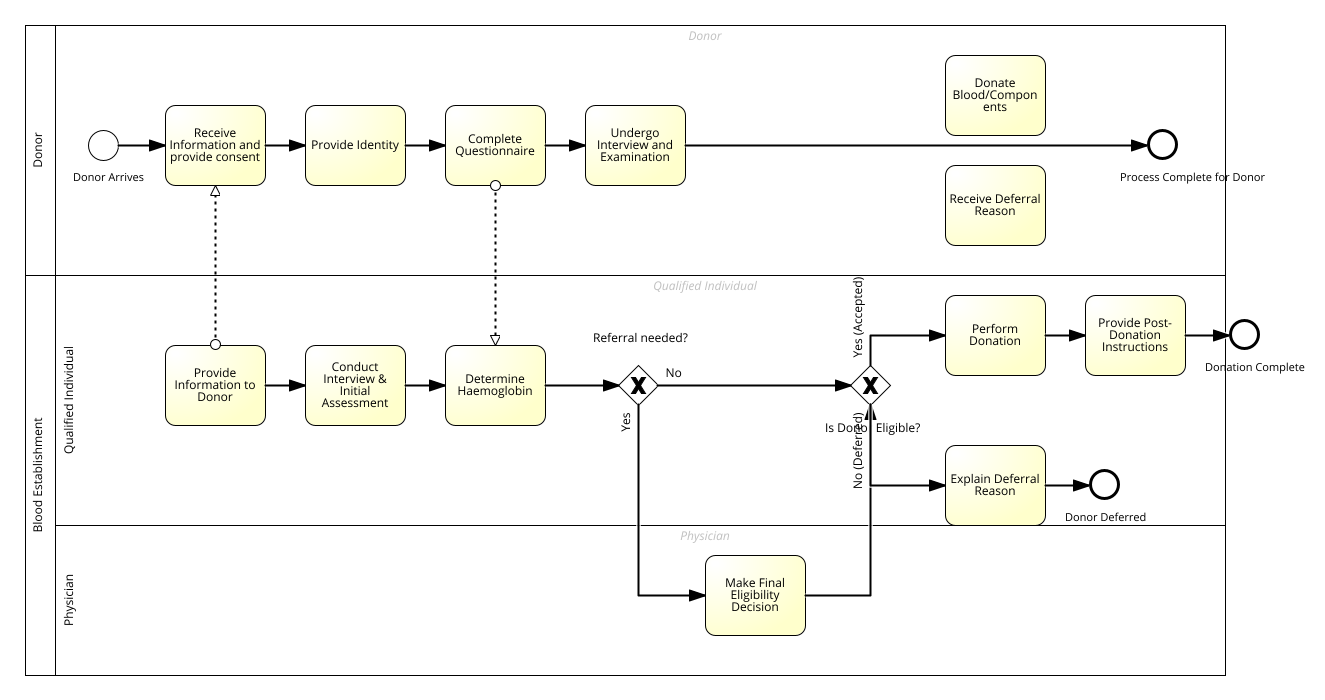 Donor
Donor
Donor Arrives
Receive
Information and
provide consent
Provide Identity
Complete
Questionnaire
Undergo
Interview and
Examination
Donate
Blood/Compon
ents
Receive Deferral
Reason
Process Complete for Donor
Blood Establishment
Qualified Individual
Qualified Individual
Provide
Information to
Donor
Conduct
Interview &
Initial
Assessment
Determine
Haemoglobin
Referral needed?
No
Yes
Yes (Accepted)
Is Donor Eligible?
No (Deferred)
Perform
Donation
Provide Post-
Donation
Instructions
Donation Complete
Explain Deferral
Reason
Donor Deferred
Physician
Physician
Make Final
Eligibility
Decision